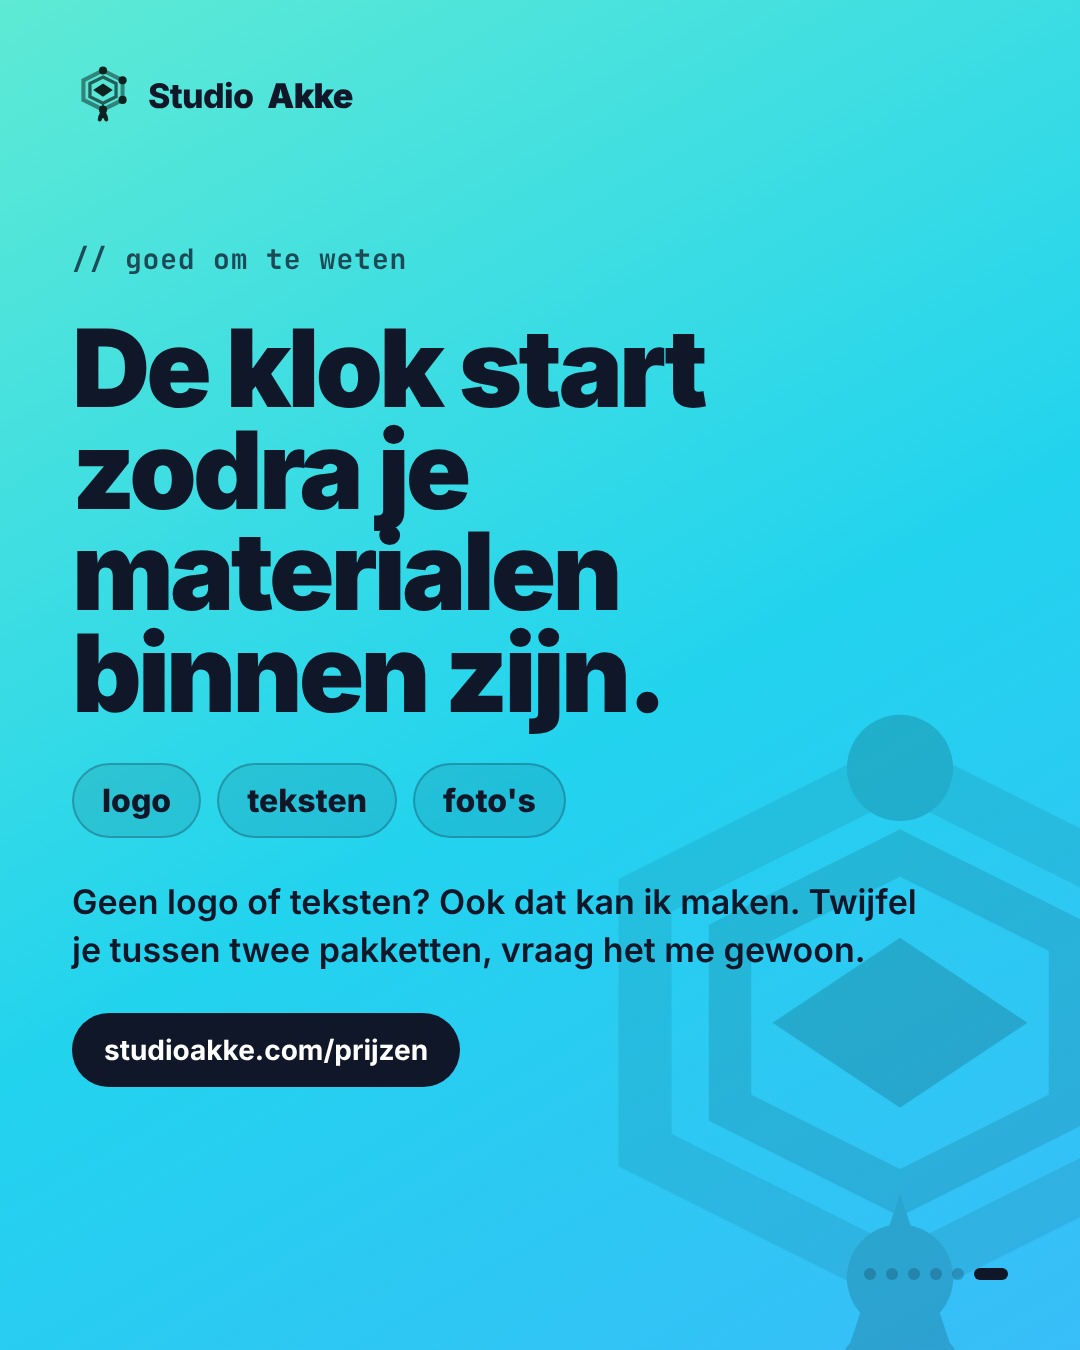 Studio Akke
// goed om te weten
De klok start
zodra je
materialen
binnen zijn.
logo teksten foto's
Geen logo of teksten? Ook dat kan ik maken. Twijfel
je tussen twee pakketten, vraag het me gewoon.
studioakke.com/prijzen